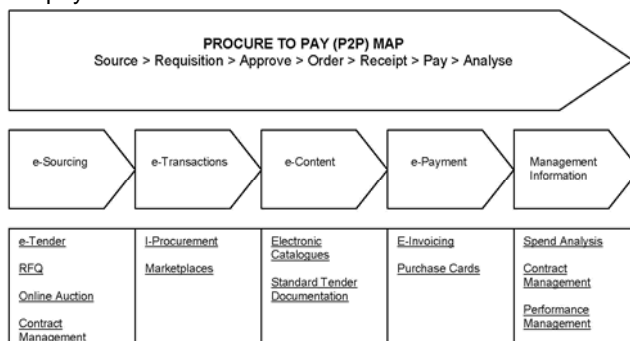 PROCURE TO PAY (P2P) MAP
Source > Requisition > Approve > Order > Receipt > Pay > Analyse
e-Sourcing
e-Transactions
e-Content
e-Payment
Management
Information
e-Tender
RFQ
Online Auction
Contract
Management
I-Procurement
Marketplaces
Electronic
Catalogues
Standard Tender
Documentation
E-Invoicing
Purchase Cards
Spend Analysis
Contract
Management
Performance
Management